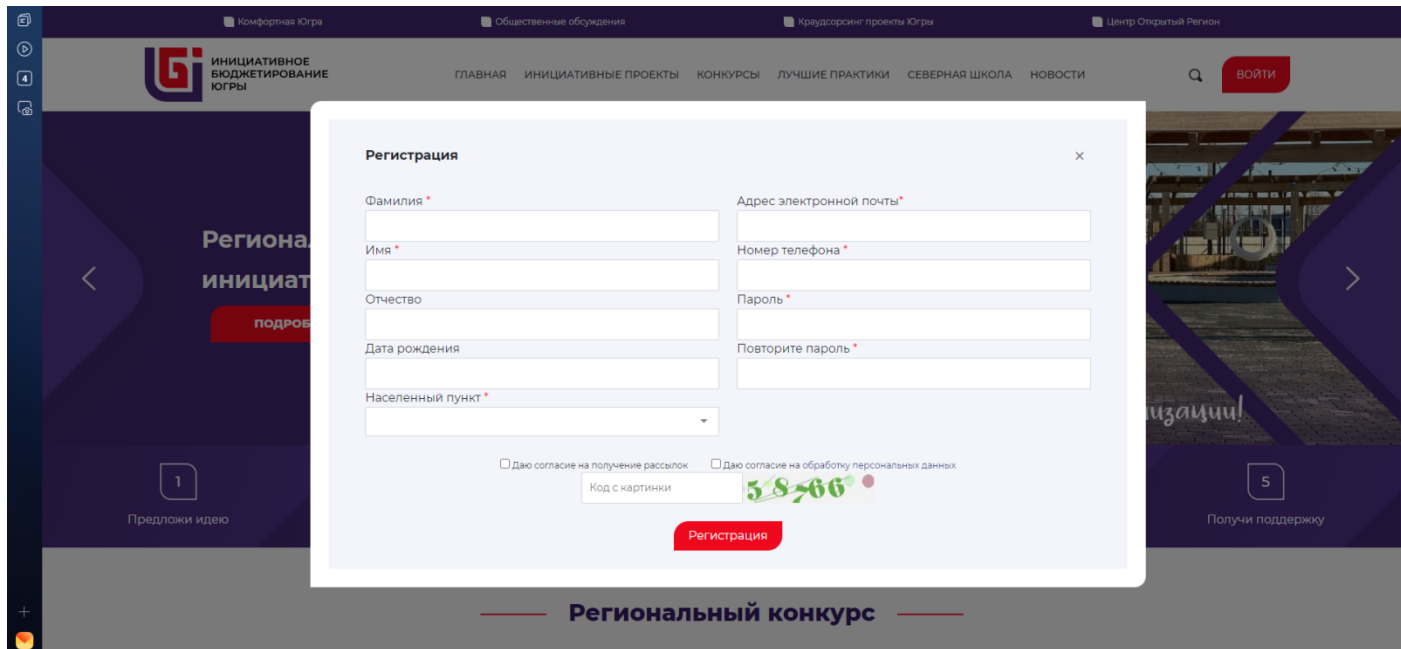 Комфортная Югра
Общественные обсуждения
Краудсорсинг проекты Югры
Центр Открытый Регион
4
ИНИЦИАТИВНОЕ
БЮДЖЕТИРОВАНИЕ
ЮГРЫ
ГЛАВНАЯ ИНИЦИАТИВНЫЕ ПРОЕКТЫ КОНКУРСЫ ЛУЧШИЕ ПРАКТИКИ СЕВЕРНАЯ ШКОЛА НОВОСТИ
ВОЙТИ
Регистрация
×
Фамилия *
Адрес электронной почты*
Имя *
Номер телефона *
Отчество
Пароль *
Дата рождения
Повторите пароль *
Населенный пункт *
Региона
инициат
ПОДРОБ
изации!
Даю согласие на получение рассылок
Даю согласие на обработку персональных данных
Код с картинки
58766
Регистрация
1
Предложи идею
5
Получи поддержку
Региональный конкурс